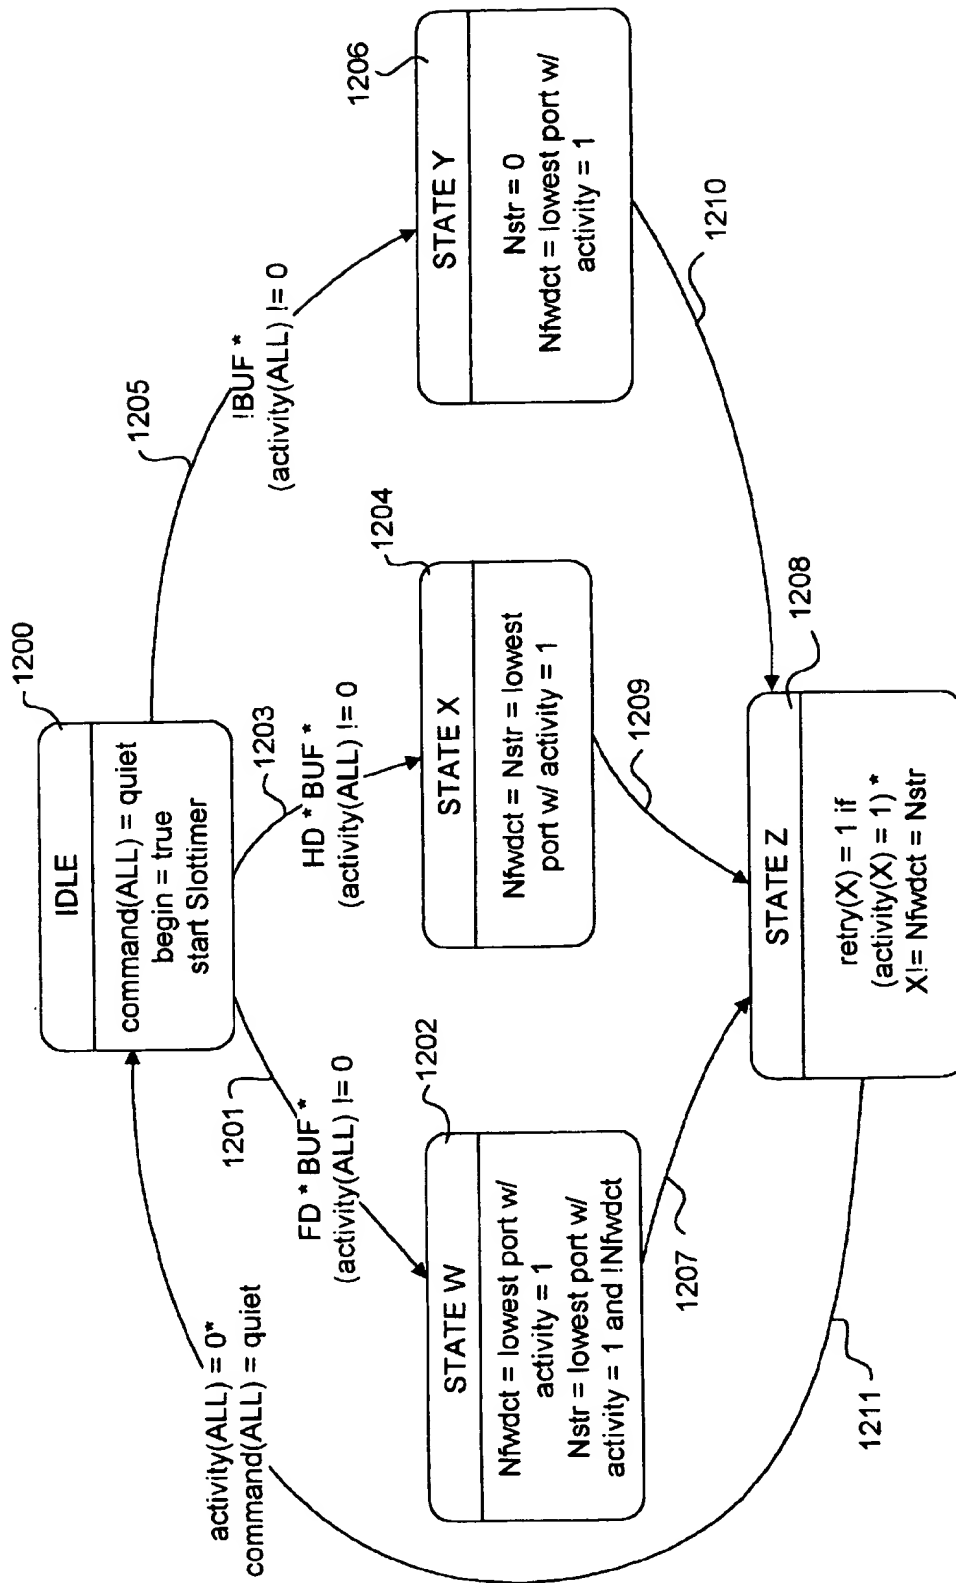 activity(ALL) = 0*
command(ALL) = quiet
IDLE
command(ALL) = quiet
begin = true
start Slottimer
1200
1201
FD * BUF *
(activity(ALL) != 0
1203
HD * BUF *
(activity(ALL) != 0
1205
!BUF *
(activity(ALL) != 0
STATE W
Nfwdct = lowest port w/
activity = 1
Nstr = lowest port w/
activity = 1 and !Nfwdct
1202
STATE X
Nfwdct = Nstr = lowest
port w/ activity = 1
1204
STATE Y
Nstr = 0
Nfwdct = lowest port w/
activity = 1
1206
1207
1209
1210
STATE Z
retry(X) = 1 if
(activity(X) = 1) *
X!= Nfwdct = Nstr
1208
1211